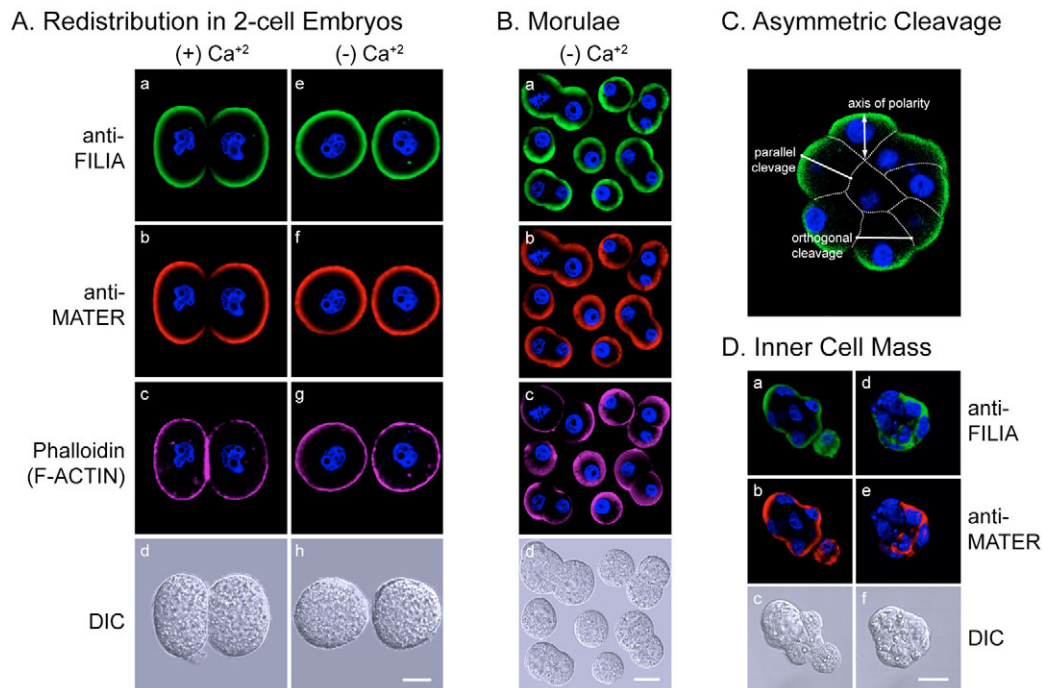 A. Redistribution in 2-cell Embryos
(+) Ca+2
(-) Ca+2
a
e
anti-
FILIA
b
f
anti-
MATER
c
g
Phalloidin
(F-ACTIN)
d
h
DIC
B. Morulae
(-) Ca+2
a
b
c
d
C. Asymmetric Cleavage
axis of polarity
parallel
clevage
orthogonal
cleavage
D. Inner Cell Mass
a
d
anti-
FILIA
b
e
anti-
MATER
c
f
DIC